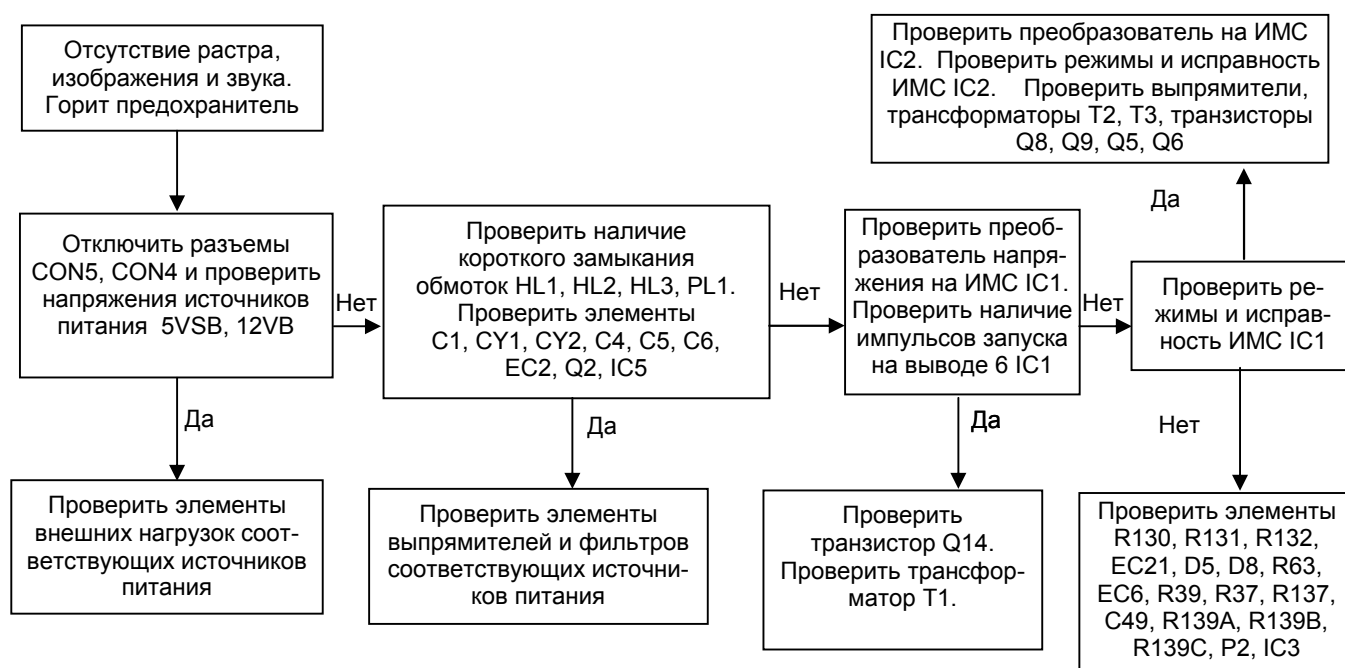 Отсутствие растра,
изображения и звука.
Горит предохранитель
Проверить преобразователь на ИМС
IC2. Проверить режимы и исправность
ИМС IC2. Проверить выпрямители,
трансформаторы T2, T3, транзисторы
Q8, Q9, Q5, Q6
Да
Отключить разъемы
CON5, CON4 и проверить
напряжения источников
питания 5VSB, 12VB
Нет
Проверить наличие
короткого замыкания
обмоток HL1, HL2, HL3, PL1.
Проверить элементы
C1, CY1, CY2, C4, C5, C6,
EC2, Q2, IC5
Нет
Проверить преоб-
разователь напря-
жения на ИМС IC1.
Проверить наличие
импульсов запуска
на выводе 6 IC1
Нет
Проверить ре-
жимы и исправ-
ность ИМС IC1
Да
Да
Да
Нет
Проверить элементы
внешних нагрузок соот-
ветствующих источников
питания
Проверить элементы
выпрямителей и фильтров
соответствующих источни-
ков питания
Проверить
транзистор Q14.
Проверить трансфор-
матор T1.
Проверить элементы
R130, R131, R132,
EC21, D5, D8, R63,
EC6, R39, R37, R137,
C49, R139A, R139B,
R139C, P2, IC3